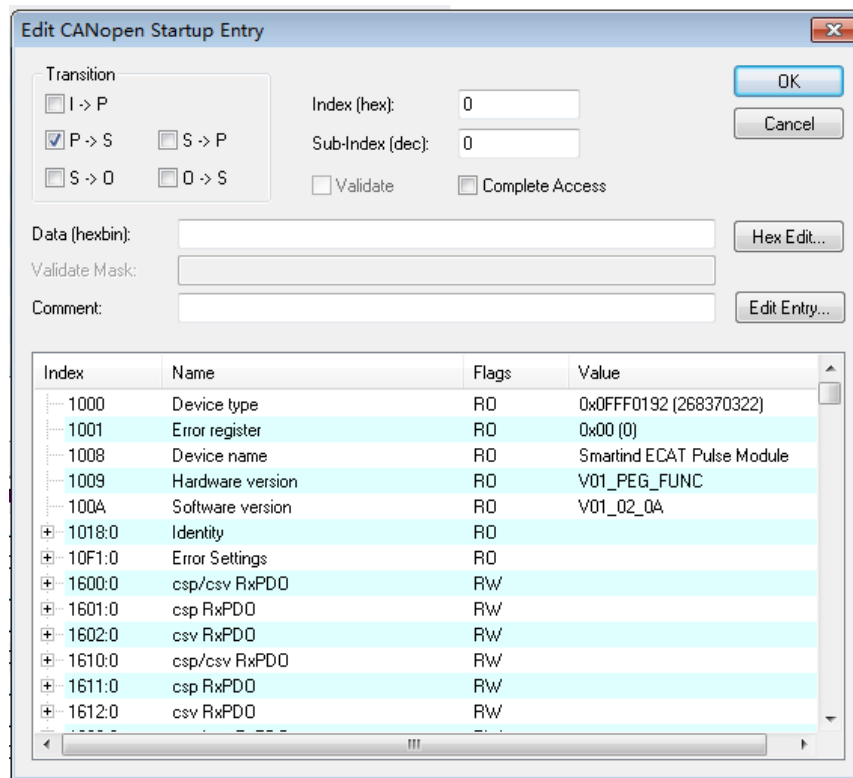 Edit CANopen Startup Entry
Transition
I -> P
P -> S
S -> P
S -> O
O -> S
Index (hex):
0
Sub-Index (dec):
0
Validate
Complete Access
OK
Cancel
Data (hexbin):
Hex Edit...
Validate Mask:
Comment:
Edit Entry...
Index Name Flags Value
1000 Device type RO 0x0FFF0192 (268370322)
1001 Error register RO 0x00 (0)
1008 Device name RO Smartind ECAT Pulse Module
1009 Hardware version RO V01_PEG_FUNC
100A Software version RO V01_02_0A
1018:0 Identity RO
10F1:0 Error Settings RO
1600:0 csp/csv RxPDO RW
1601:0 csp RxPDO RW
1602:0 csv RxPDO RW
1610:0 csp/csv RxPDO RW
1611:0 csp RxPDO RW
1612:0 csv RxPDO RW